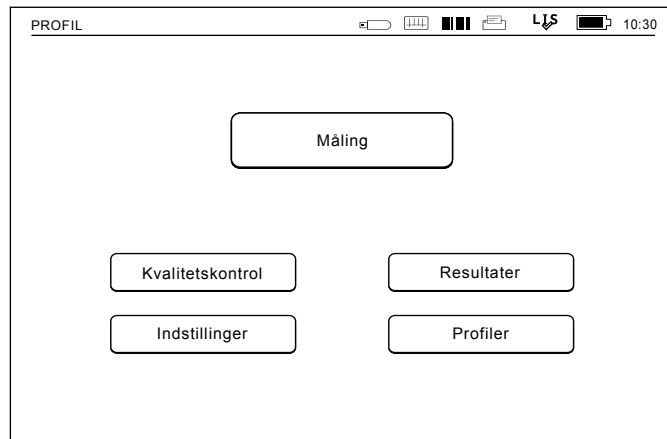 PROFIL LIS 10:30
Måling
Kvalitetskontrol Resultater
Indstillinger Profiler